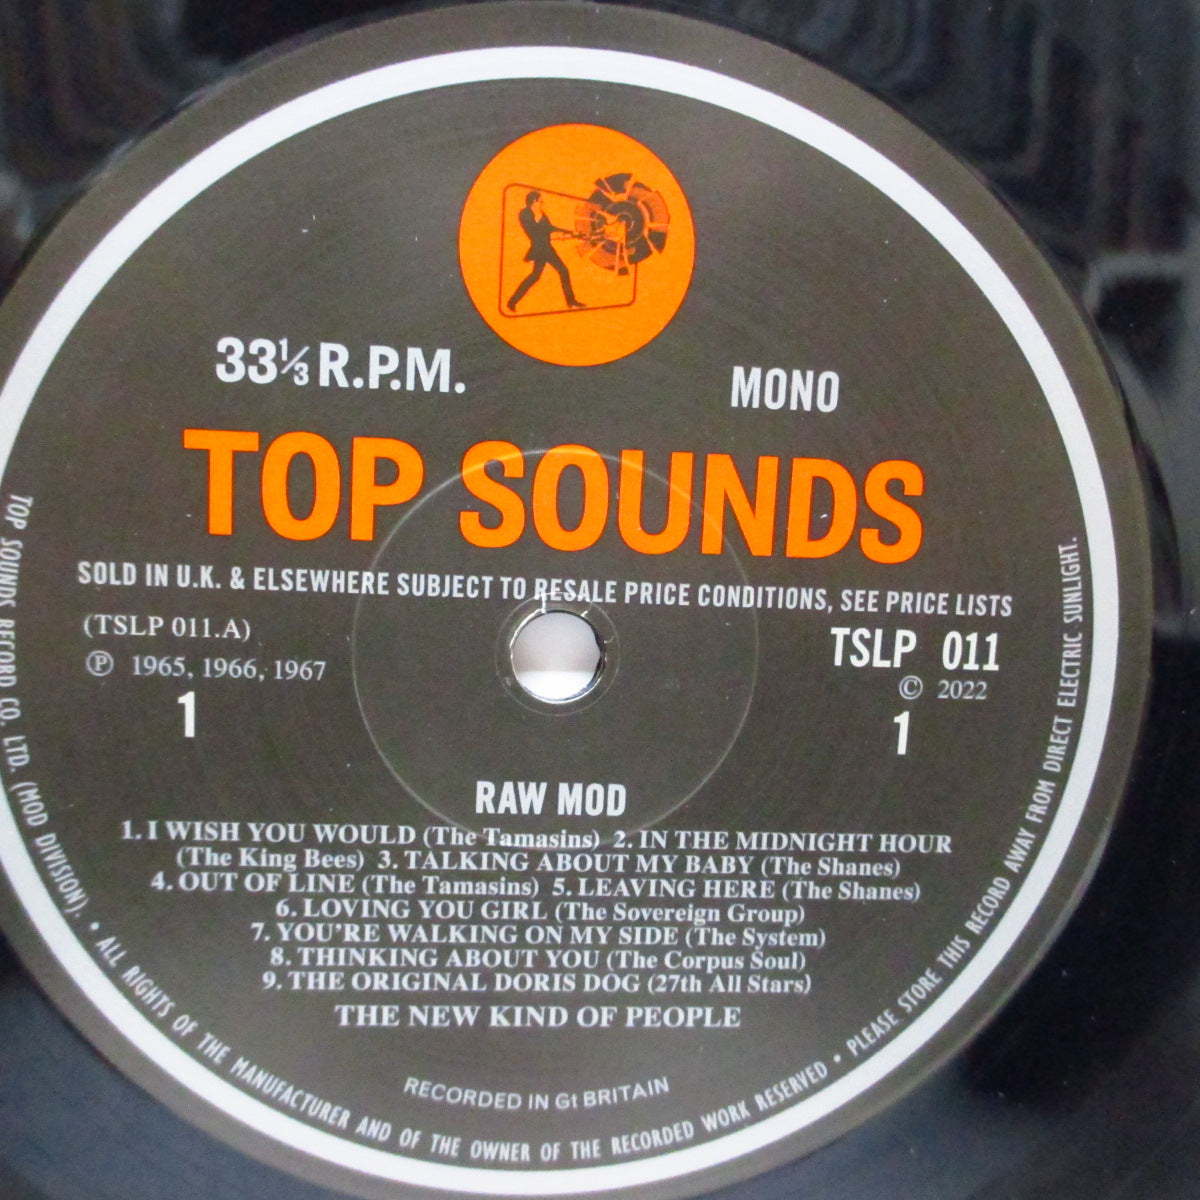 33⅓ R.P.M.
MONO
TOP SOUNDS
SOLD IN U.K. & ELSEWHERE SUBJECT TO RESALE PRICE CONDITIONS, SEE PRICE LISTS
(TSLP 011.A)
TSLP 011
℗ 1965, 1966, 1967
© 2022
1
1
RAW MOD
1. I WISH YOU WOULD (The Tamasins) 2. IN THE MIDNIGHT HOUR
(The King Bees) 3. TALKING ABOUT MY BABY (The Shanes)
4. OUT OF LINE (The Tamasins) 5. LEAVING HERE (The Shanes)
6. LOVING YOU GIRL (The Sovereign Group)
7. YOU'RE WALKING ON MY SIDE (The System)
8. THINKING ABOUT YOU (The Corpus Soul)
9. THE ORIGINAL DORIS DOG (27th All Stars)
THE NEW KIND OF PEOPLE
RECORDED IN Gt BRITAIN
TOP SOUNDS RECORD CO. LTD. (MOD DIVISION). • ALL RIGHTS OF THE MANUFACTURER AND OF THE OWNER OF THE RECORDED WORK RESERVED • PLEASE STORE THIS RECORD AWAY FROM DIRECT ELECTRIC SUNLIGHT.